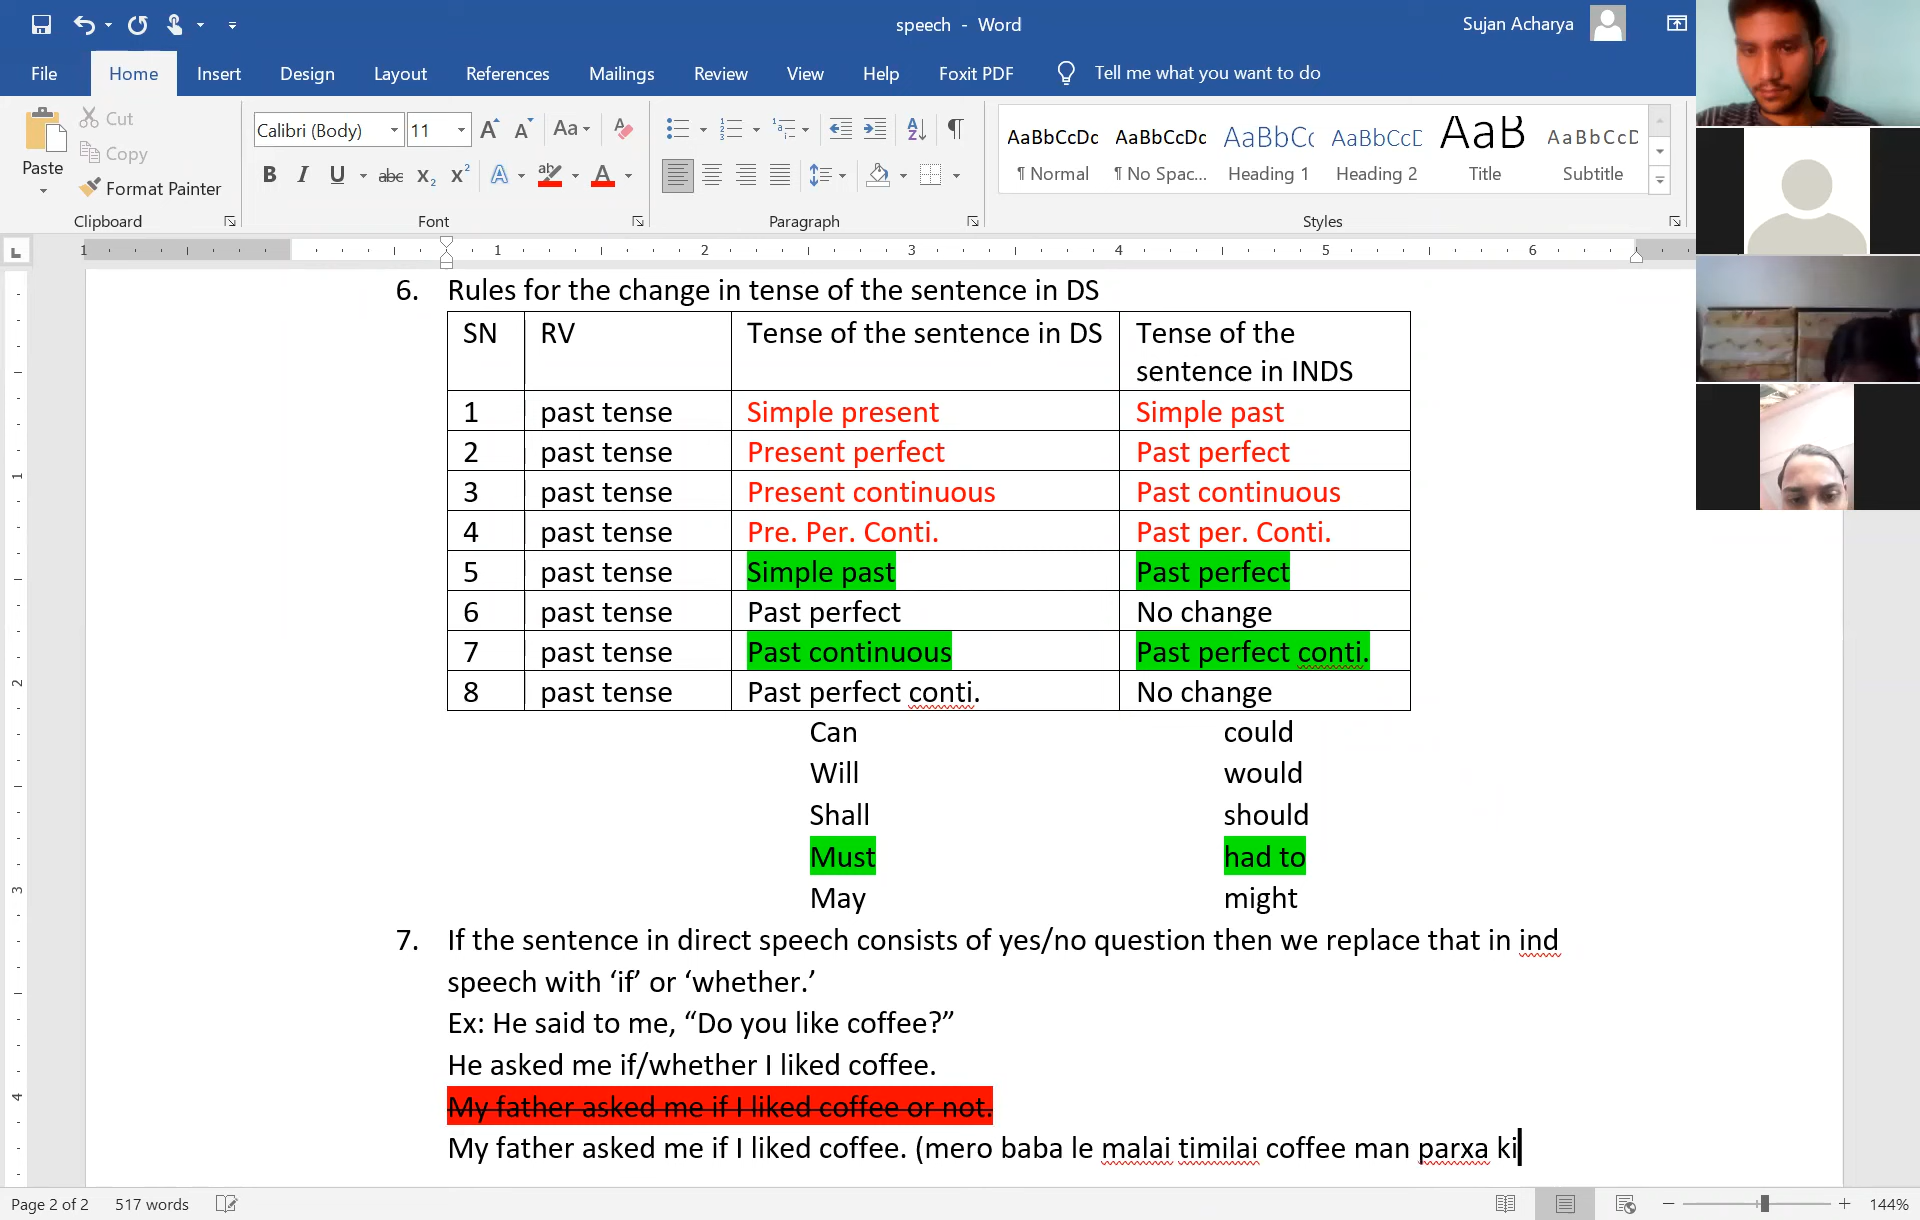 speech - Word
Sujan Acharya
File Home Insert Design Layout References Mailings Review View Help Foxit PDF Tell me what you want to do
Paste
Cut
Copy
Format Painter
Calibri (Body) 11
Clipboard Font Paragraph Styles
AaBbCcDc AaBbCcDc AaBbC( AaBbCcD AaB AaBbCcD
¶ Normal ¶ No Spac... Heading 1 Heading 2 Title Subtitle
1 1 2 3 4 5 6
6. Rules for the change in tense of the sentence in DS
SN RV Tense of the sentence in DS Tense of the
sentence in INDS
1 past tense Simple present Simple past
2 past tense Present perfect Past perfect
3 past tense Present continuous Past continuous
4 past tense Pre. Per. Conti. Past per. Conti.
5 past tense Simple past Past perfect
6 past tense Past perfect No change
7 past tense Past continuous Past perfect conti.
8 past tense Past perfect conti. No change
Can could
Will would
Shall should
Must had to
May might
7. If the sentence in direct speech consists of yes/no question then we replace that in ind
speech with ‘if’ or ‘whether.’
Ex: He said to me, “Do you like coffee?”
He asked me if/whether I liked coffee.
My father asked me if I liked coffee or not.
My father asked me if I liked coffee. (mero baba le malai timilai coffee man parxa ki
Page 2 of 2 517 words 144%